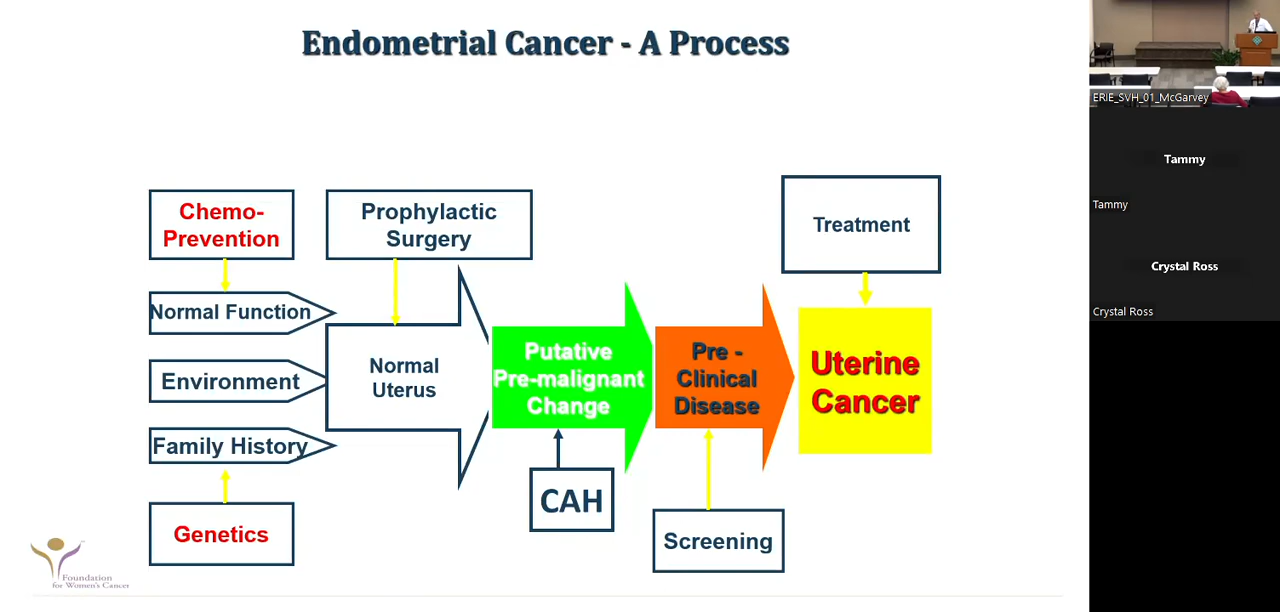 Endometrial Cancer - A Process
Chemo-
Prevention
Prophylactic
Surgery
Treatment
Normal Function
Environment
Family History
Normal
Uterus
Putative
Pre-malignant
Change
Pre -
Clinical
Disease
Uterine
Cancer
CAH
Genetics
Screening
Foundation
for Women's Cancer
ERIE_SVH_01_McGarvey
Tammy
Tammy
Crystal Ross
Crystal Ross